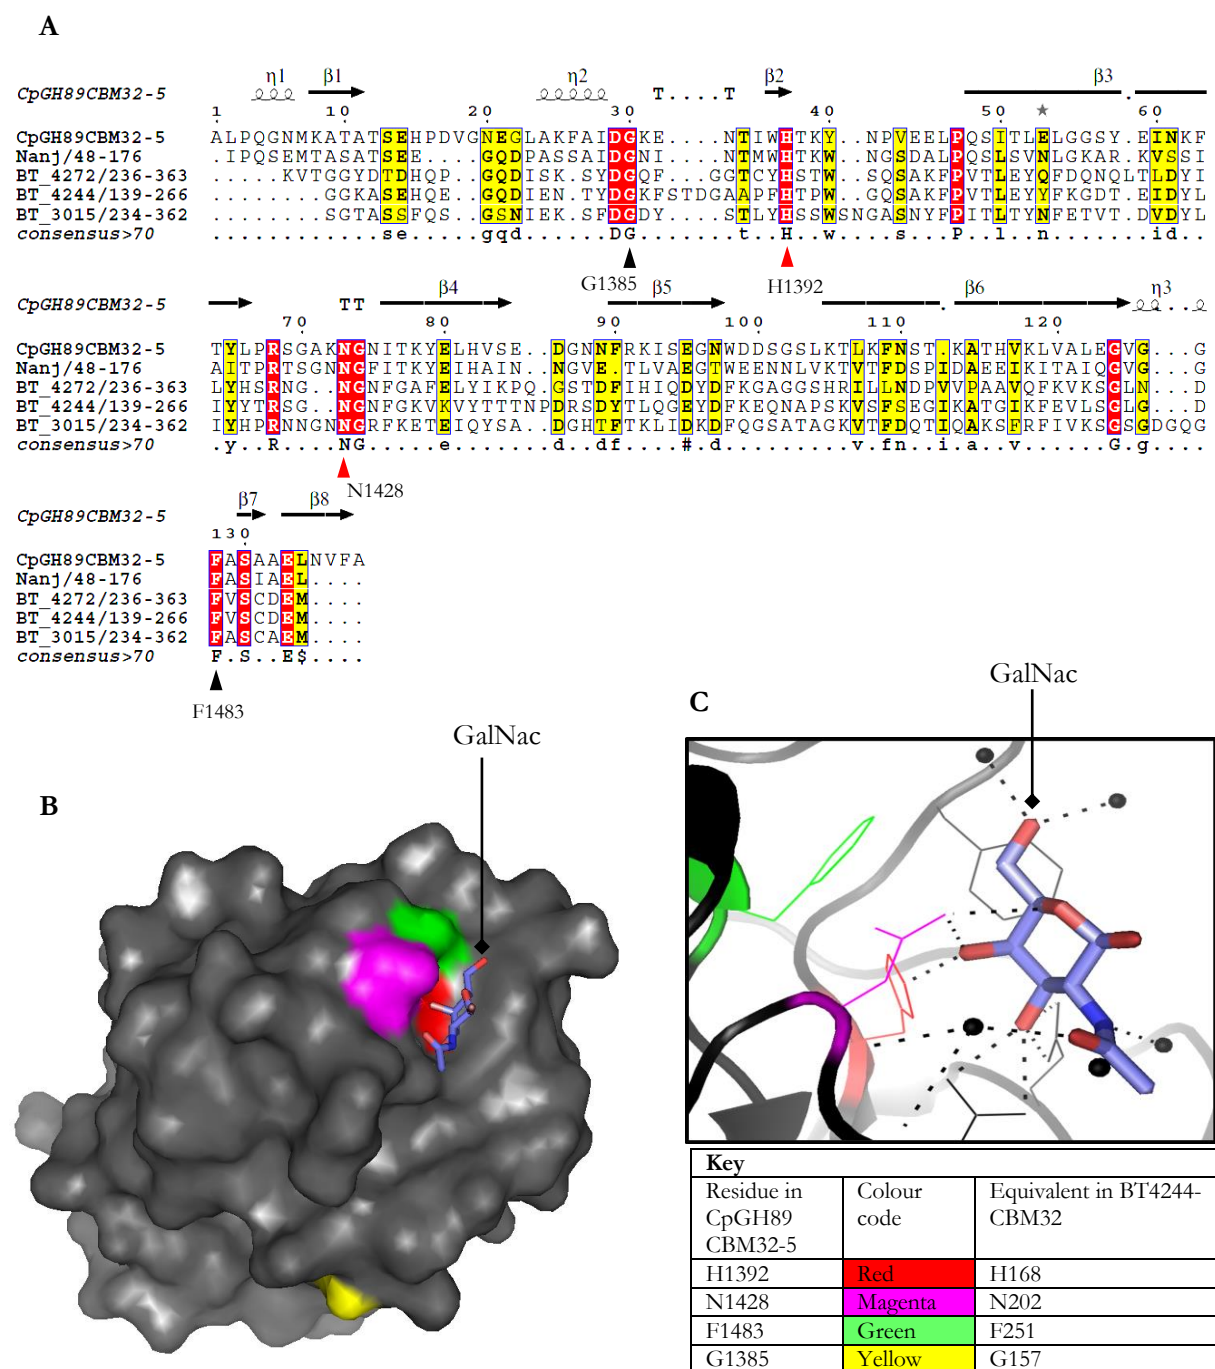 A
η1 β1 η2 β2 β3
CpGH89CBM32-5 T....T .
1 10 20 30 40 50 60
CpGH89CBM32-5 ALPQGNMKATATSEHPDVGNEGLAKFAIDGKE....NTIWHTKY..NPVEELPQSITLELGGSY.EINKF
Nanj/48-176 .IPQSEMTASATSEE....GQDPASSAIDGNI....NTMWHTKW..NGSDALPQSLSVNLGKAR.KVSSI
BT_4272/236-363 .....KVTGGYDTDHQP..GQDISK.SYDGQF...GGTCYHSTW..SQSAKFPVTLEYQFDQNQLTLDYI
BT_4244/139-266 ........GGKASEHQE..GQDIEN.TYDGKFSTDGAAPFHTPW..GQSAKFPVTLEYYFKGDT.EIDYL
BT_3015/234-362 ........SGTASSFQS..GSNIEK.SFDGDY....STLYHSSWSNGASNYFPITLTYNFETVT.DVDYL
consensus>70 ............se.....gqd......DG......t..H..w....s...P..l..n.......id..
G1385 H1392
β4 β5 β6 η3
CpGH89CBM32-5 TT . . .
70 80 90 100 110 120
CpGH89CBM32-5 TYLPRSGAKNGNITKYELHVSE..DGNNFRKISEGNWDDSGSLKTLKFNST.KATHVKLVALEGVG...G
Nanj/48-176 AITPRTSGNNGFITKYEIHAIN..NGVE.TLVAEGTWEENNLVKTVTFDSPIDAEEIKITAIQGVG...G
BT_4272/236-363 LYHSRNG..NGNFGAFELYIKPQ.GSTDFIHIQDYDFKGAGGSHRILLNDPVVPAAVQFKVKSGLN...D
BT_4244/139-266 IYYTRSG..NGNFGKVKVYTTTNPDRSDYTLQGEYDFKEQNAPSKVSFSEGIKATGIKFEVLSGLG...D
BT_3015/234-362 IYHPRNNGNNGRFKETEIQYSA..DGHTFTKLIDKDFQGSATAGKVTFDQTIQAKSFRFIVKSGSGDGQG
consensus>70 .y..R....NG.....e.......d.df....#.d........v.fn..i.a...v......Gg.....
N1428
β7 β8
CpGH89CBM32-5
130
CpGH89CBM32-5 FASAAELNVFA
Nanj/48-176 FASIAEL....
BT_4272/236-363 FVSCDEM....
BT_4244/139-266 FVSCDEM....
BT_3015/234-362 FASCAEM....
consensus>70 F.S..E$....
F1483
B
GalNac
C
GalNac
Key
Residue in CpGH89 CBM32-5 Colour code Equivalent in BT4244-CBM32
H1392 Red H168
N1428 Magenta N202
F1483 Green F251
G1385 Yellow G157